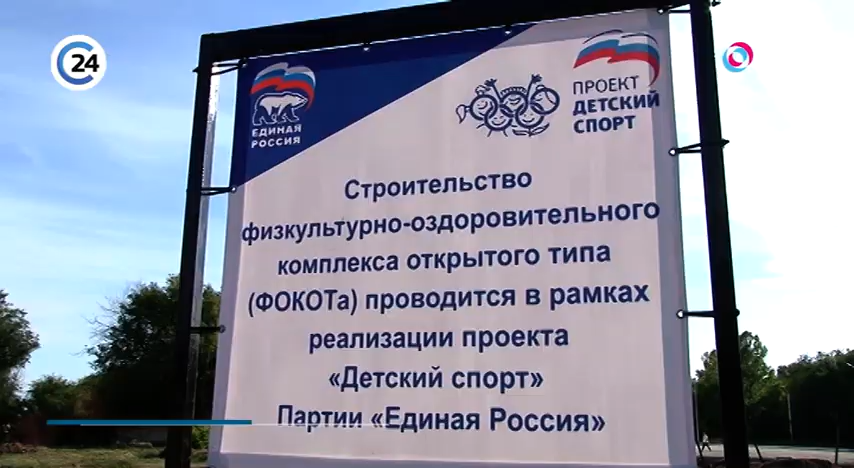 24
ЕДИНАЯ
РОССИЯ
ПРОЕКТ
ДЕТСКИЙ
СПОРТ
Строительство
физкультурно-оздоровительного
комплекса открытого типа
(ФОКОТа) проводится в рамках
реализации проекта
«Детский спорт»
Партии «Единая Россия»